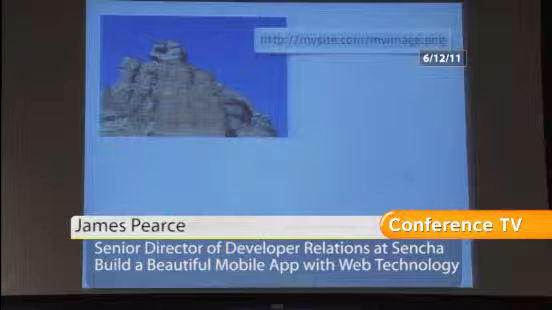 http://mysite.com/myimage.png
6/12/11
James Pearce
Conference TV
Senior Director of Developer Relations at Sencha
Build a Beautiful Mobile App with Web Technology